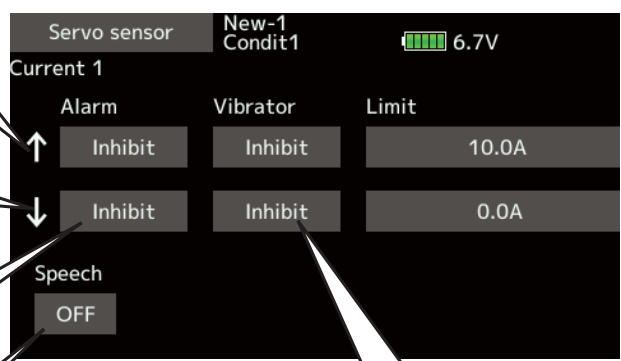 Servo sensor
New-1
Condit1
6.7V
Current 1
Alarm Vibrator Limit
↑ Inhibit Inhibit 10.0A
↓ Inhibit Inhibit 0.0A
Speech
OFF